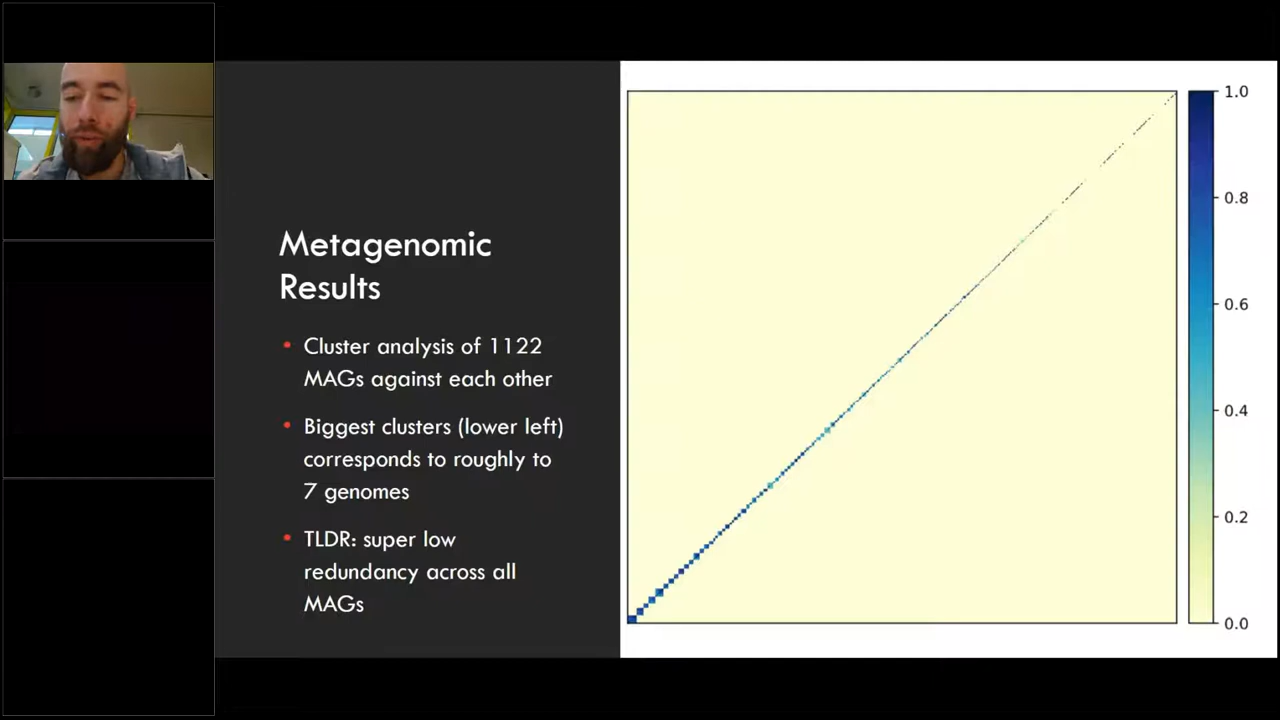 Metagenomic
Results
• Cluster analysis of 1122
MAGs against each other
• Biggest clusters (lower left)
corresponds to roughly to
7 genomes
• TLDR: super low
redundancy across all
MAGs
1.0
0.8
0.6
0.4
0.2
0.0